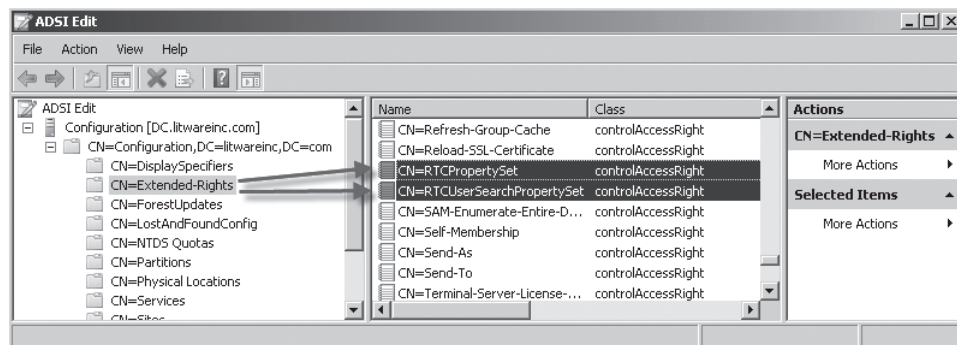 ADSI Edit
File Action View Help
ADSI Edit
Configuration [DC.litwareinc.com]
CN=Configuration,DC=litwareinc,DC=com
CN=DisplaySpecifiers
CN=Extended-Rights
CN=ForestUpdates
CN=LostAndFoundConfig
CN=NTDS Quotas
CN=Partitions
CN=Physical Locations
CN=Services
CN=Sites
Name Class
CN=Refresh-Group-Cache controlAccessRight
CN=Reload-SSL-Certificate controlAccessRight
CN=RTCPropertySet controlAccessRight
CN=RTCUserSearchPropertySet controlAccessRight
CN=SAM-Enumerate-Entire-D... controlAccessRight
CN=Self-Membership controlAccessRight
CN=Send-As controlAccessRight
CN=Send-To controlAccessRight
CN=Terminal-Server-License-... controlAccessRight
Actions
CN=Extended-Rights
More Actions
Selected Items
More Actions